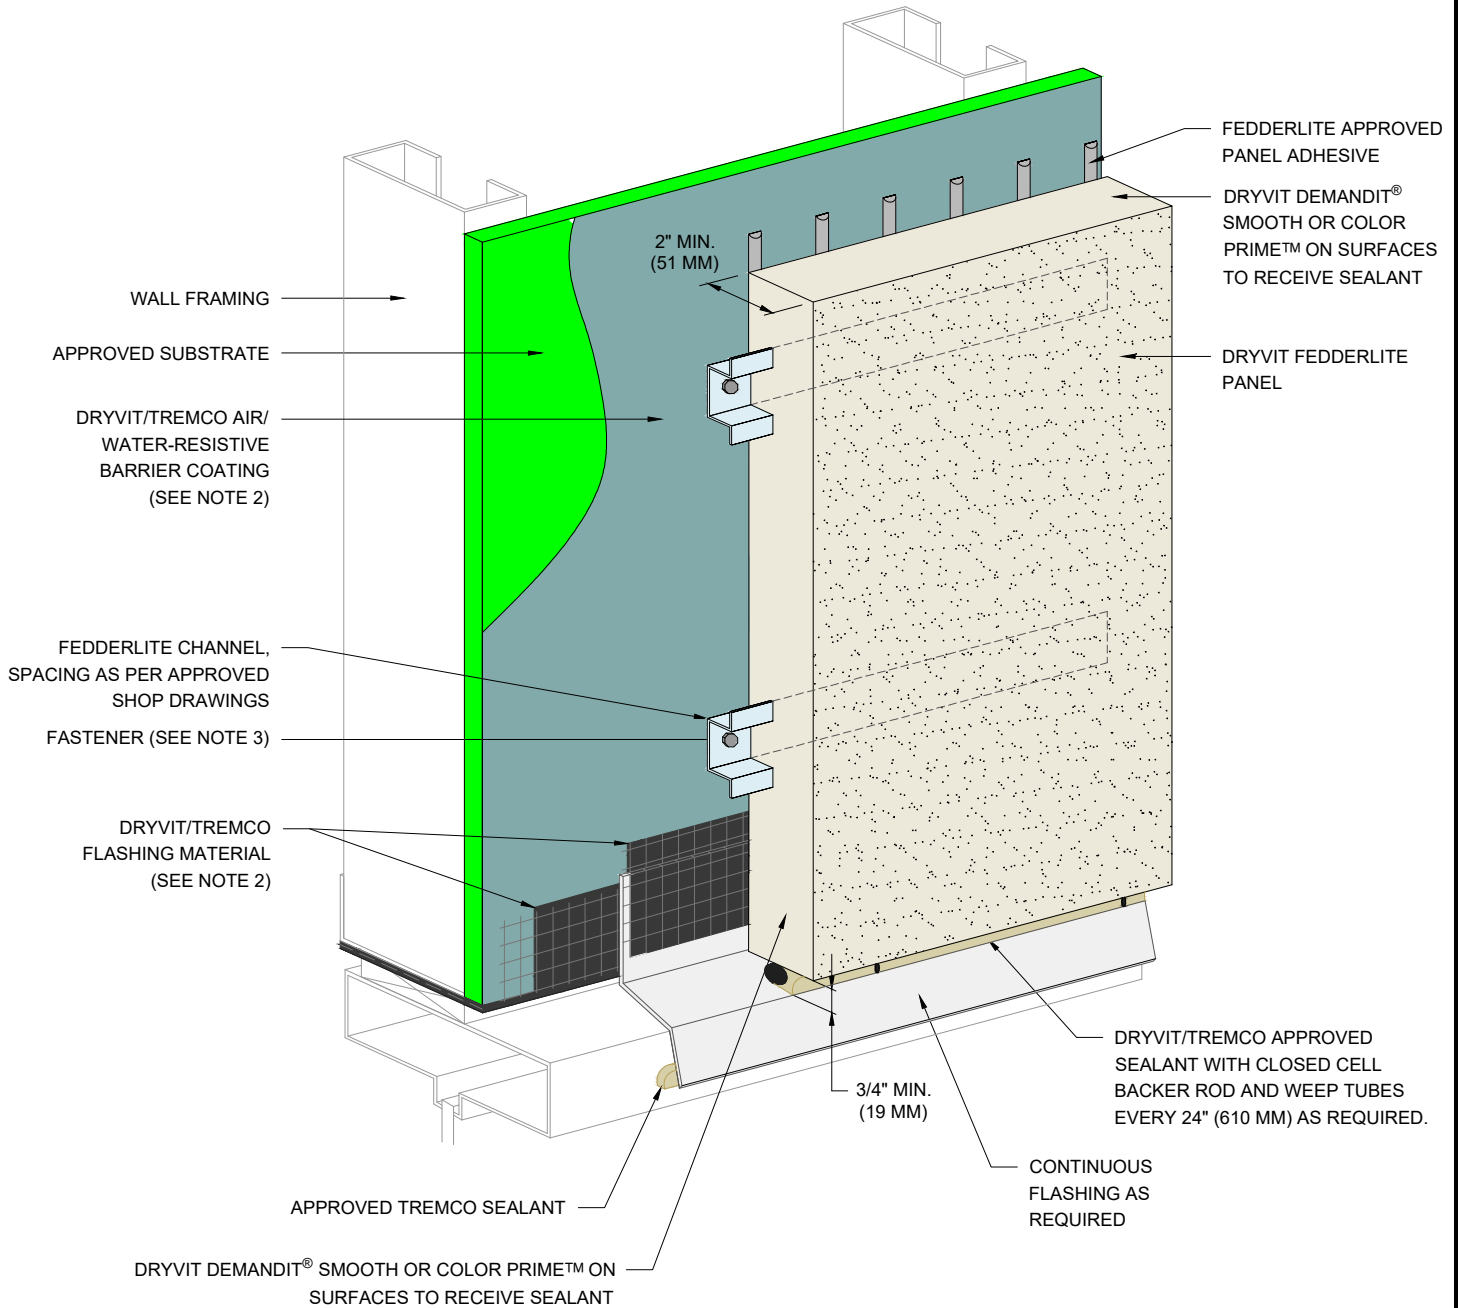 FEDDERLITE APPROVED
PANEL ADHESIVE
DRYVIT DEMANDIT®
SMOOTH OR COLOR
PRIME™ ON SURFACES
TO RECEIVE SEALANT
2" MIN.
(51 MM)
WALL FRAMING
APPROVED SUBSTRATE
DRYVIT FEDDERLITE
PANEL
DRYVIT/TREMCO AIR/
WATER-RESISTIVE
BARRIER COATING
(SEE NOTE 2)
FEDDERLITE CHANNEL,
SPACING AS PER APPROVED
SHOP DRAWINGS
FASTENER (SEE NOTE 3)
DRYVIT/TREMCO
FLASHING MATERIAL
(SEE NOTE 2)
DRYVIT/TREMCO APPROVED
SEALANT WITH CLOSED CELL
BACKER ROD AND WEEP TUBES
EVERY 24" (610 MM) AS REQUIRED.
3/4" MIN.
(19 MM)
CONTINUOUS
FLASHING AS
REQUIRED
APPROVED TREMCO SEALANT
DRYVIT DEMANDIT® SMOOTH OR COLOR PRIME™ ON
SURFACES TO RECEIVE SEALANT